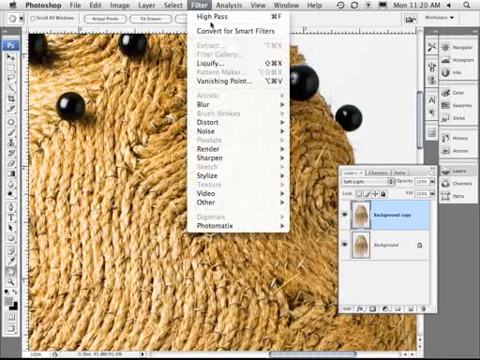 Photoshop File Edit Image Layer Select Filter Analysis View Window Help Mon 11:20 AM
Scroll All Windows Actual Pixels Fit Screen Workspace
High Pass ⌘F
Convert for Smart Filters
Extract... ⌥⌘X
Filter Gallery...
Liquify... ⇧⌘X
Pattern Maker... ⌥⇧⌘X
Vanishing Point... ⌥⌘V
Artistic
Blur
Brush Strokes
Distort
Noise
Pixelate
Render
Sharpen
Sketch
Stylize
Texture
Video
Other
Digimarc
Photomatix
Navigator
Histogram
Info
Color
Swatches
Styles
History
Actions
Layers
Channels
Paths
Layers Channels Paths
Soft Light Opacity: 100%
Lock: Fill: 100%
Background copy
Background
100%